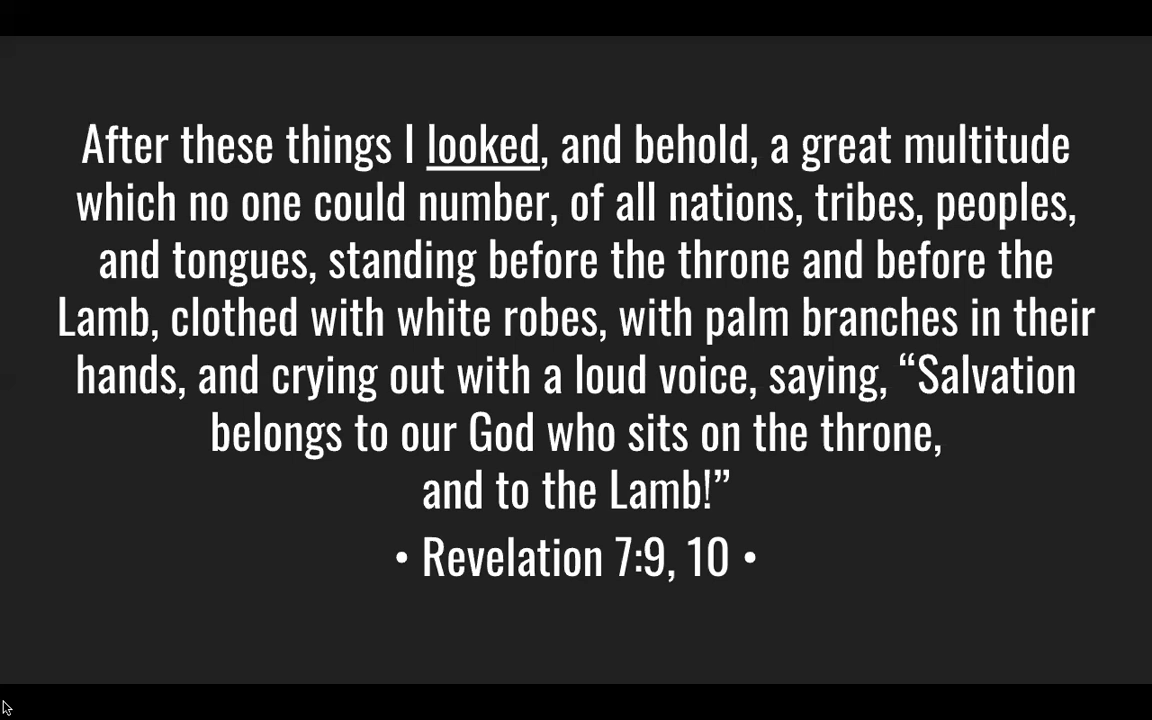 After these things I looked, and behold, a great multitude
which no one could number, of all nations, tribes, peoples,
and tongues, standing before the throne and before the
Lamb, clothed with white robes, with palm branches in their
hands, and crying out with a loud voice, saying, “Salvation
belongs to our God who sits on the throne,
and to the Lamb!”
• Revelation 7:9, 10 •